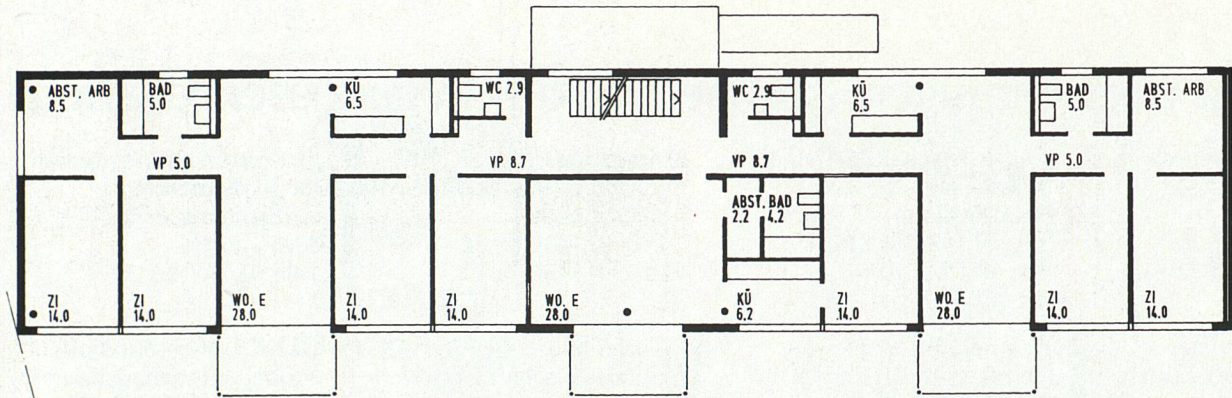 ABST. ARB
8.5
BAD
5.0
KÜ
6.5
WC 2.9
WC 2.9
KÜ
6.5
BAD
5.0
ABST. ARB
8.5
VP 5.0
VP 8.7
VP 8.7
VP 5.0
ABST. BAD
2.2 4.2
ZI
14.0
ZI
14.0
WO. E
28.0
ZI
14.0
ZI
14.0
WO. E
28.0
KÜ
6,2
ZI
14.0
WO. E
28.0
ZI
14.0
ZI
14.0